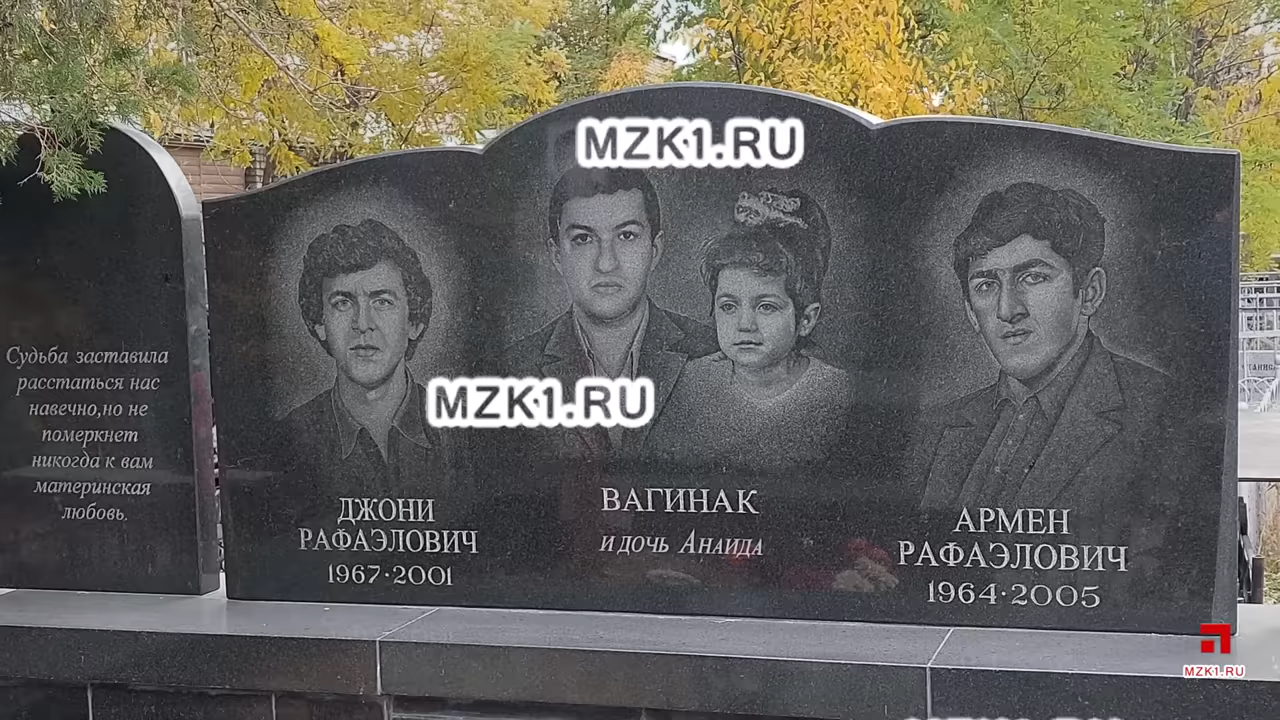 MZK1.RU
MZK1.RU
Судьба заставила
расстаться нас
навечно,но не
померкнет
никогда к вам
материнская
любовь.
ДЖОНИ
РАФАЭЛОВИЧ
1967·2001
ВАГИНАК
и дочь Анаида
АРМЕН
РАФАЭЛОВИЧ
1964·2005
MZK1.RU